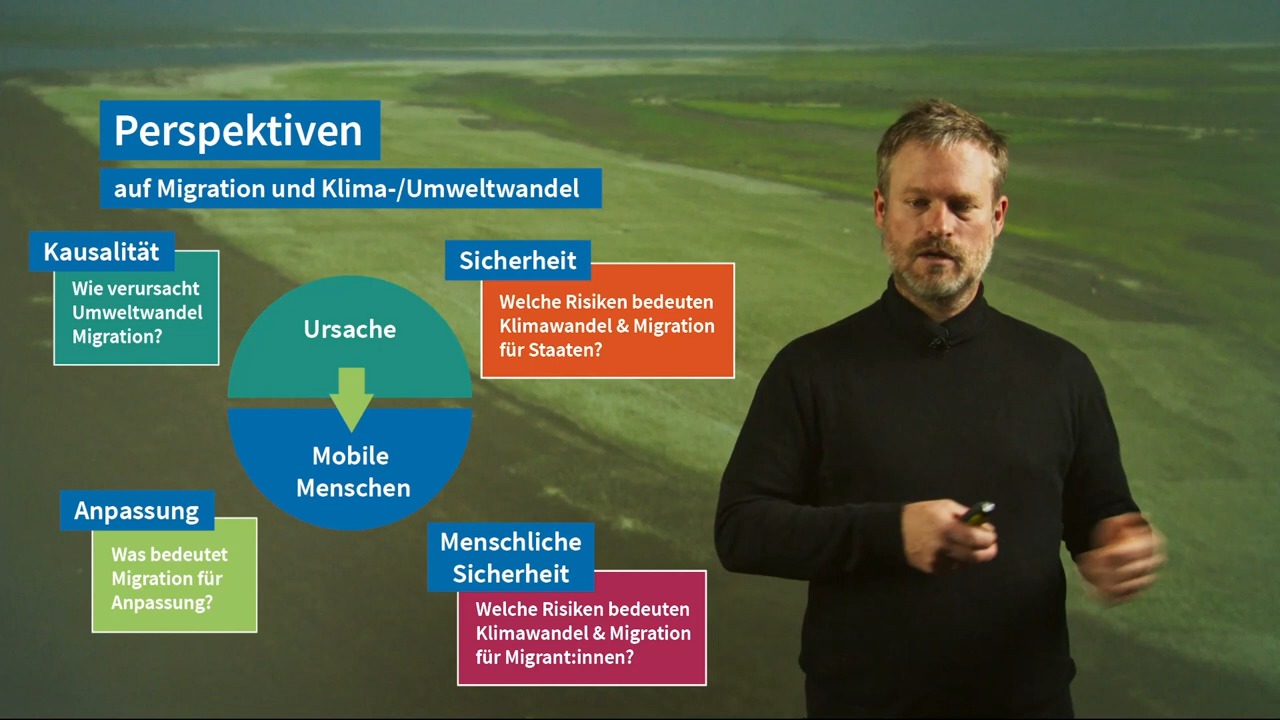 Perspektiven
auf Migration und Klima-/Umweltwandel
Kausalität
Wie verursacht
Umweltwandel
Migration?
Sicherheit
Welche Risiken bedeuten
Klimawandel & Migration
für Staaten?
Ursache
Mobile
Menschen
Anpassung
Was bedeutet
Migration für
Anpassung?
Menschliche
Sicherheit
Welche Risiken bedeuten
Klimawandel & Migration
für Migrant:innen?